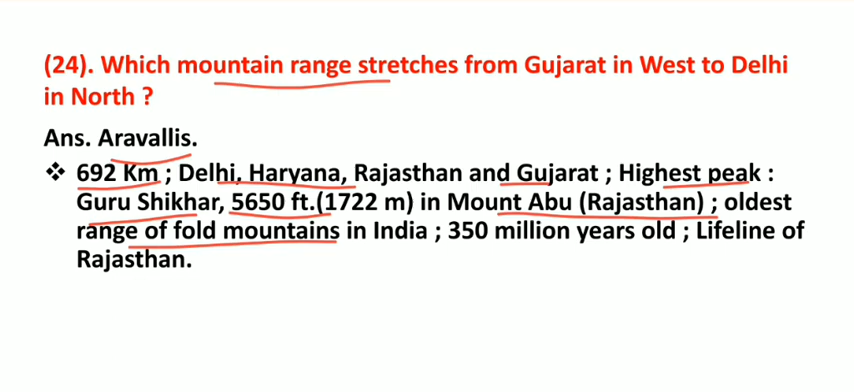 (24). Which mountain range stretches from Gujarat in West to Delhi
in North ?
Ans. Aravallis.
❖ 692 Km ; Delhi, Haryana, Rajasthan and Gujarat ; Highest peak :
Guru Shikhar, 5650 ft.(1722 m) in Mount Abu (Rajasthan) ; oldest
range of fold mountains in India ; 350 million years old ; Lifeline of
Rajasthan.